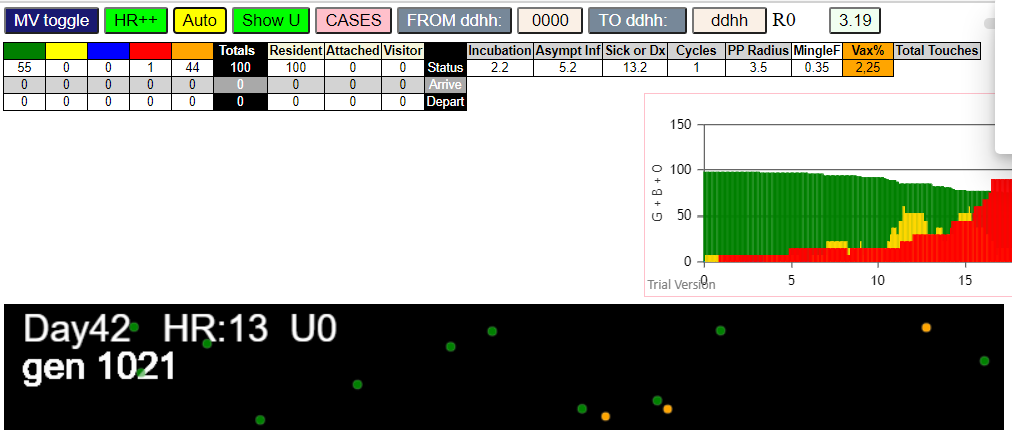 MV toggle HR++ Auto Show U CASES FROM ddhh: 0000 TO ddhh: ddhh R0 3.19
Totals Resident Attached Visitor Incubation Asympt Inf Sick or Dx Cycles PP Radius MingleF Vax% Total Touches
55 0 0 1 44 100 100 0 0 Status 2.2 5.2 13.2 1 3.5 0.35 2,25
0 0 0 0 0 0 0 0 0 Arrive
0 0 0 0 0 0 0 0 0 Depart
150
100
50
0
G + B + O
0 5 10 15
Trial Version
Day42 HR:13 U0
gen 1021